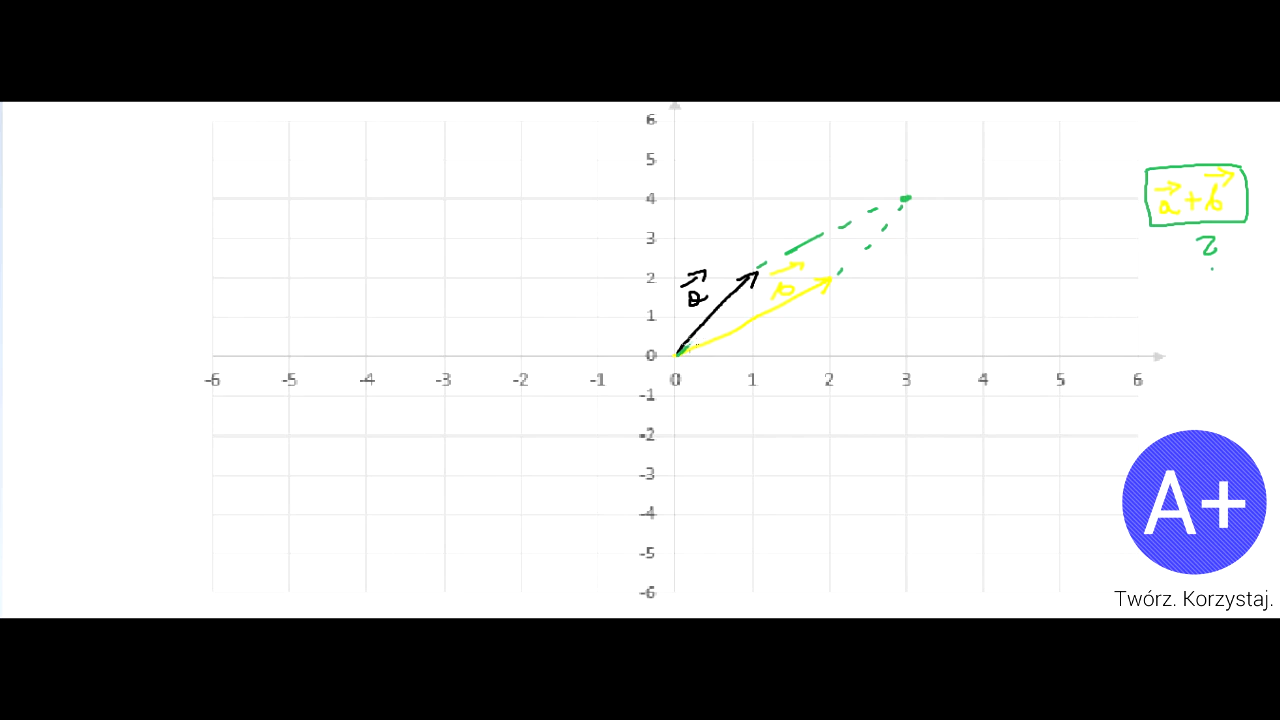 6
5
4
3
2
1
0
-6 -5 -4 -3 -2 -1 0 1 2 3 4 5 6
-1
-2
-3
-4
-5
-6
a
b
a + b
?
A+
Twórz. Korzystaj.